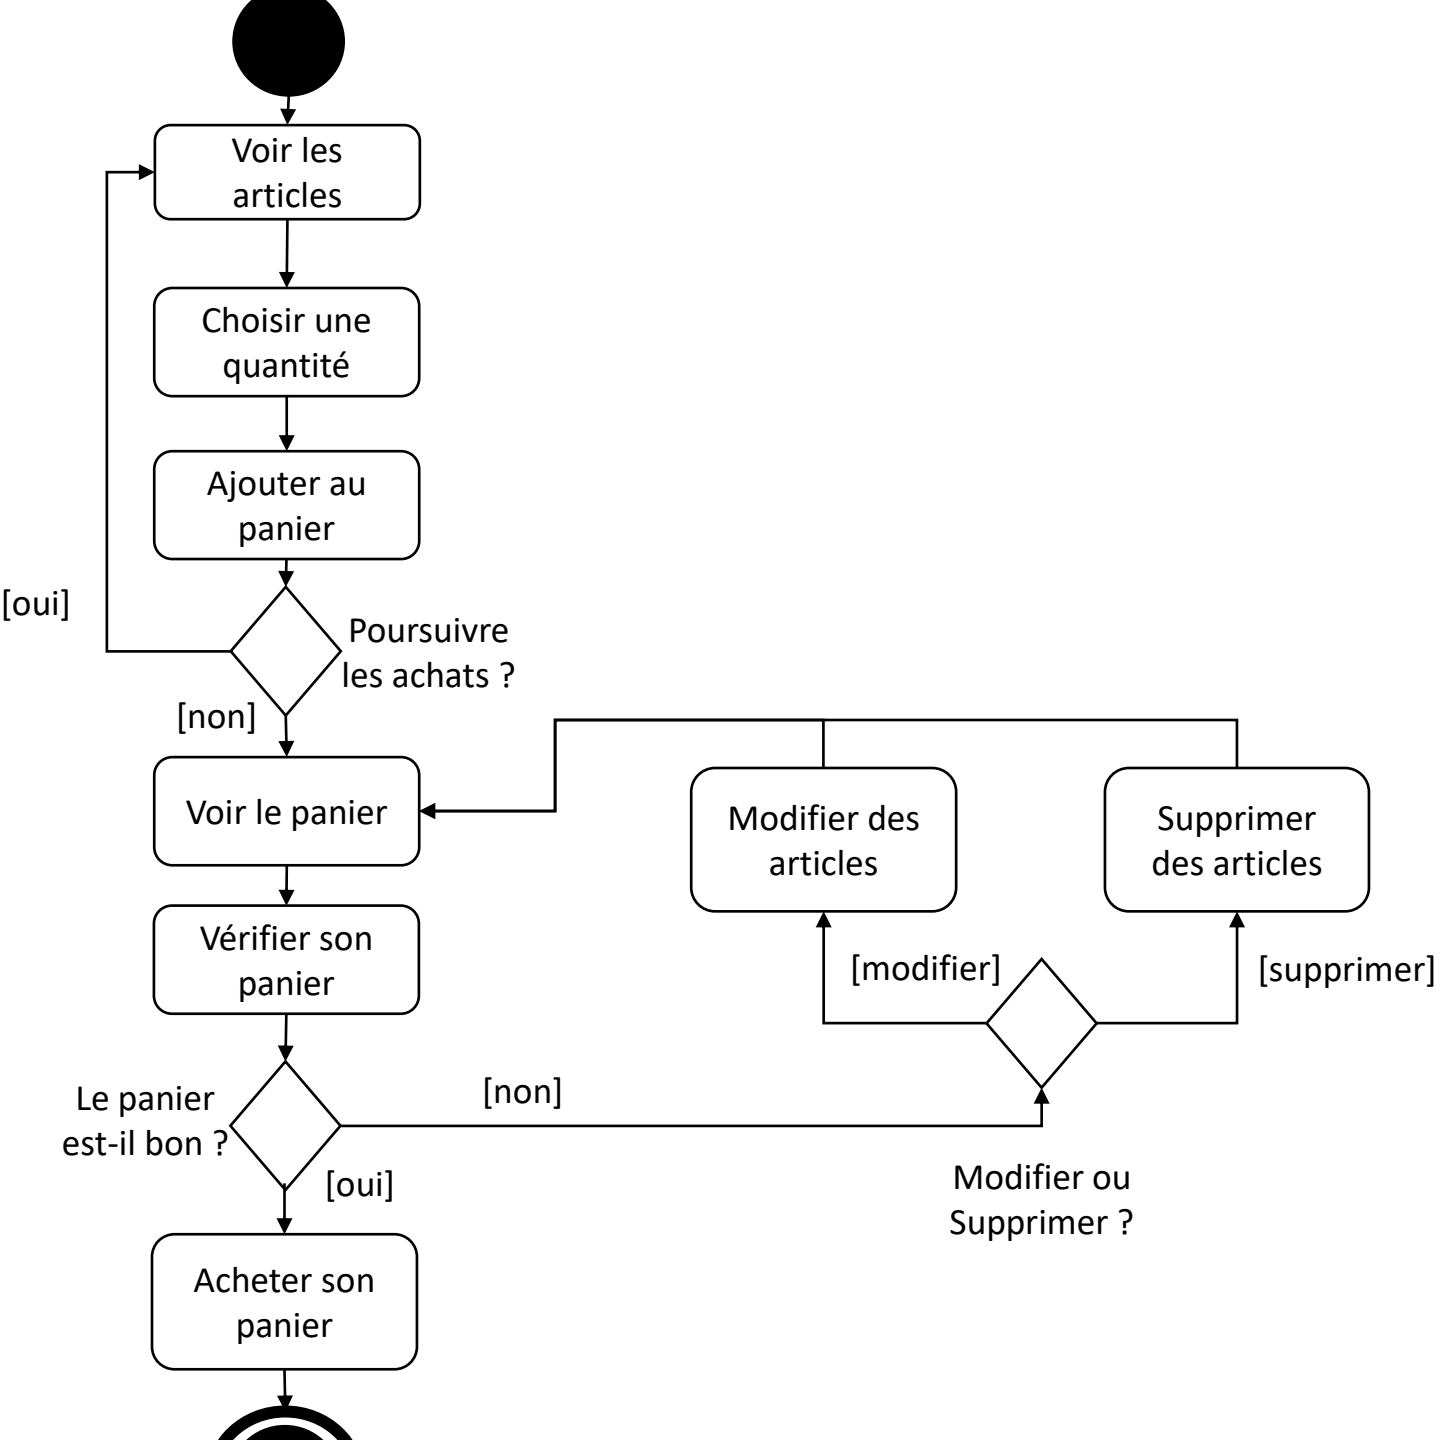 Voir les
articles
Choisir une
quantité
Ajouter au
panier
[oui]
Poursuivre
les achats ?
[non]
Voir le panier
Modifier des
articles
Supprimer
des articles
Vérifier son
panier
[modifier]
[supprimer]
Le panier
est-il bon ?
[non]
[oui]
Modifier ou
Supprimer ?
Acheter son
panier